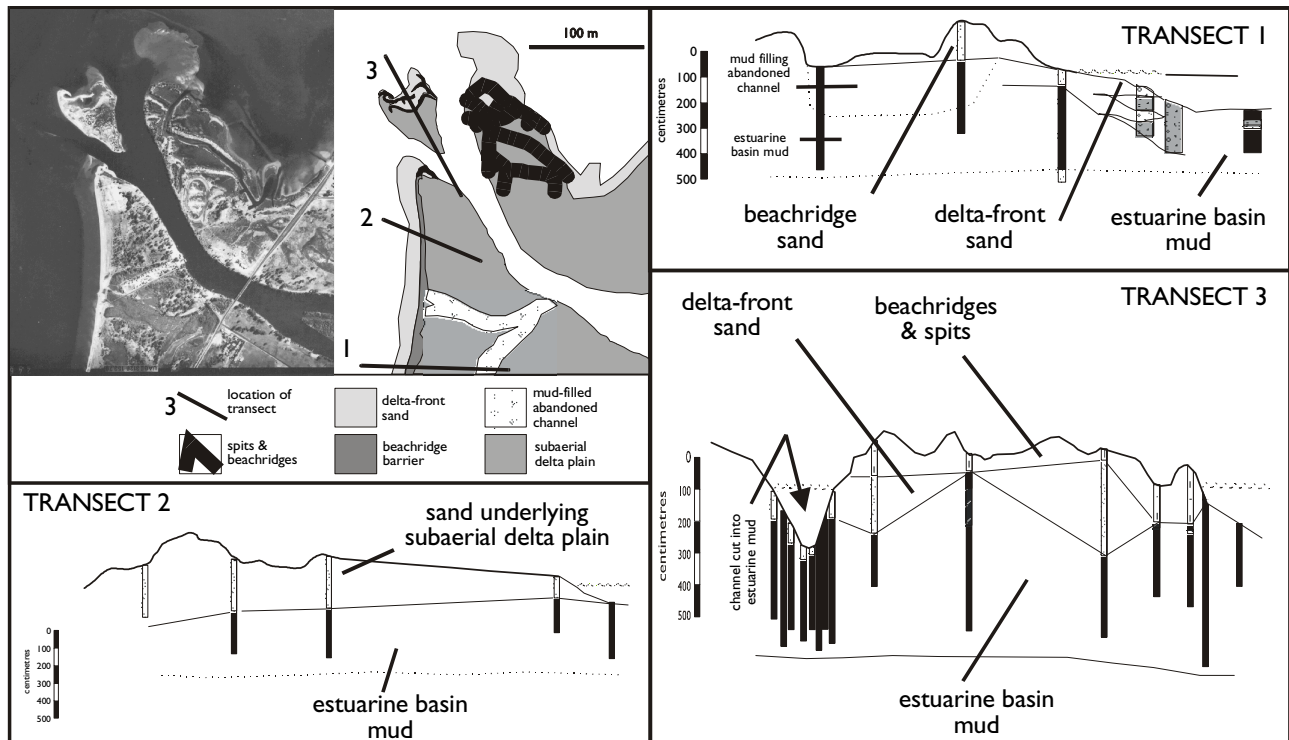 100 m
3
2
1
3
location of
transect
delta-front
sand
mud-filled
abandoned
channel
spits &
beachridges
beachridge
barrier
subaerial
delta plain
TRANSECT 1
0
100
200
300
400
500
centimetres
mud filling
abandoned
channel
estuarine
basin mud
beachridge
sand
delta-front
sand
estuarine basin
mud
TRANSECT 2
sand underlying
subaerial delta plain
0
100
200
300
400
500
centimetres
estuarine basin
mud
TRANSECT 3
delta-front
sand
beachridges
& spits
0
100
200
300
400
500
centimetres
channel cut into
estuarine mud
estuarine basin
mud